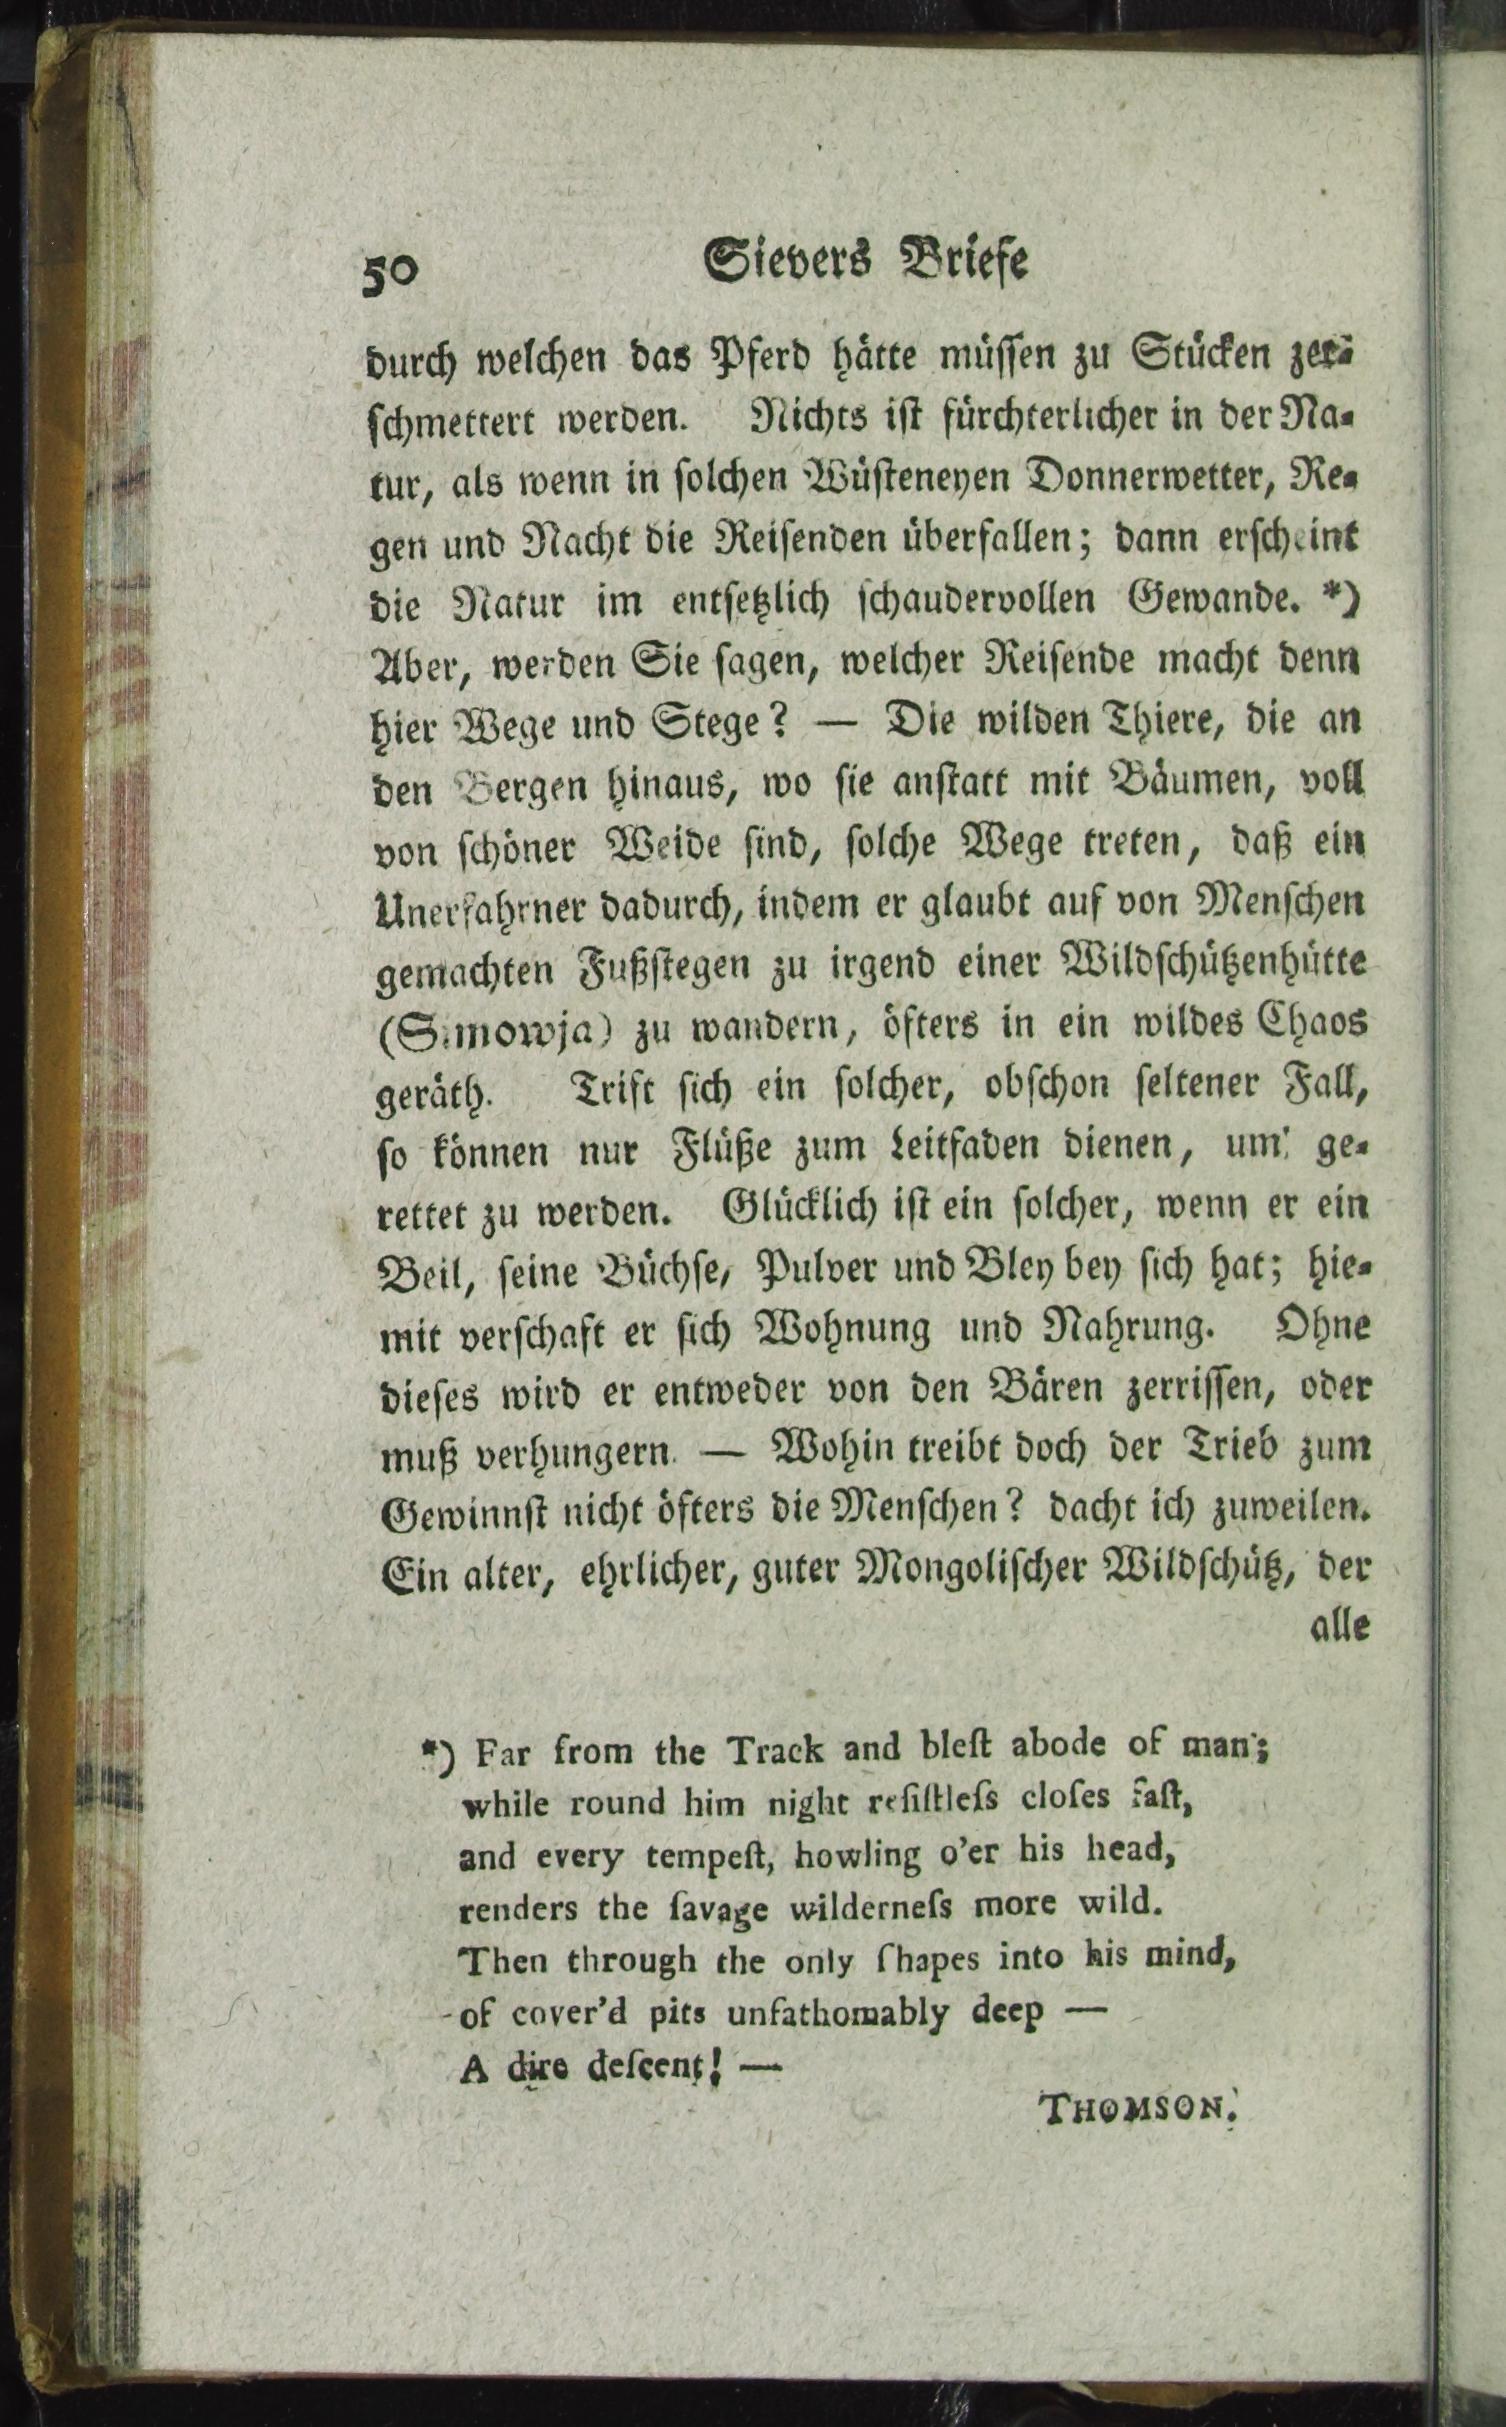 50 Sievers Briefe
durch welchen das Pferd hätte müſſen zu Stücken zer-
ſchmettert werden. Nichts iſt fürchterlicher in der Na-
tur, als wenn in ſolchen Wüſteneyen Donnerwetter, Re-
gen und Nacht die Reiſenden überfallen; dann erſcheint
die Natur im entſetzlich ſchaudervollen Gewande. *)
Aber, werden Sie ſagen, welcher Reiſende macht denn
hier Wege und Stege? — Die wilden Thiere, die an
den Bergen hinaus, wo ſie anſtatt mit Bäumen, voll
von ſchöner Weide ſind, ſolche Wege treten, daß ein
Unerfahrner dadurch, indem er glaubt auf von Menſchen
gemachten Fußſtegen zu irgend einer Wildſchützenhütte
(Simowja) zu wandern, öfters in ein wildes Chaos
geräth. Trift ſich ein ſolcher, obſchon ſeltener Fall,
ſo können nur Flüße zum Leitfaden dienen, um ge-
rettet zu werden. Glücklich iſt ein ſolcher, wenn er ein
Beil, ſeine Büchſe, Pulver und Bley bey ſich hat; hie-
mit verſchaft er ſich Wohnung und Nahrung. Ohne
dieſes wird er entweder von den Bären zerriſſen, oder
muß verhungern. — Wohin treibt doch der Trieb zum
Gewinnſt nicht öfters die Menſchen? dacht ich zuweilen.
Ein alter, ehrlicher, guter Mongoliſcher Wildſchütz, der
alle
*) Far from the Track and bleſt abode of man;
while round him night reſiſtleſs cloſes faſt,
and every tempeſt, howling o'er his head,
renders the ſavage wilderneſs more wild.
Then through the only ſhapes into his mind,
of cover'd pits unfathomably deep —
A dire deſcent! —
THOMSON.